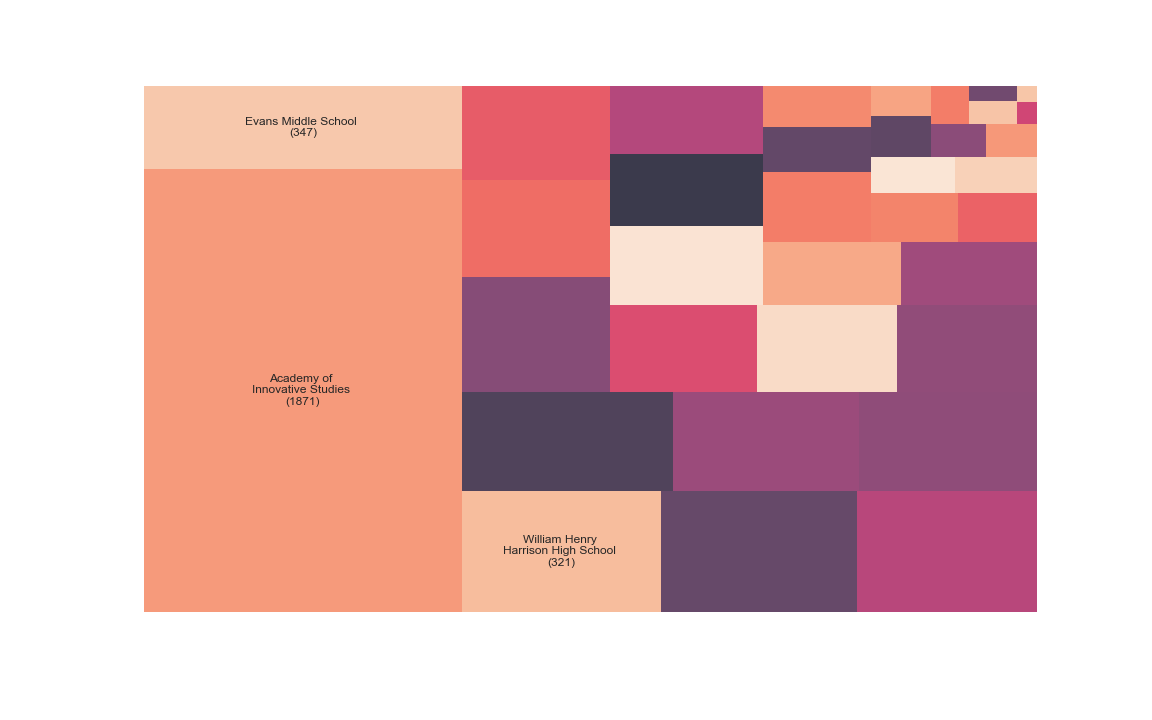 Evans Middle School
(347)
Academy of
Innovative Studies
(1871)
William Henry
Harrison High School
(321)